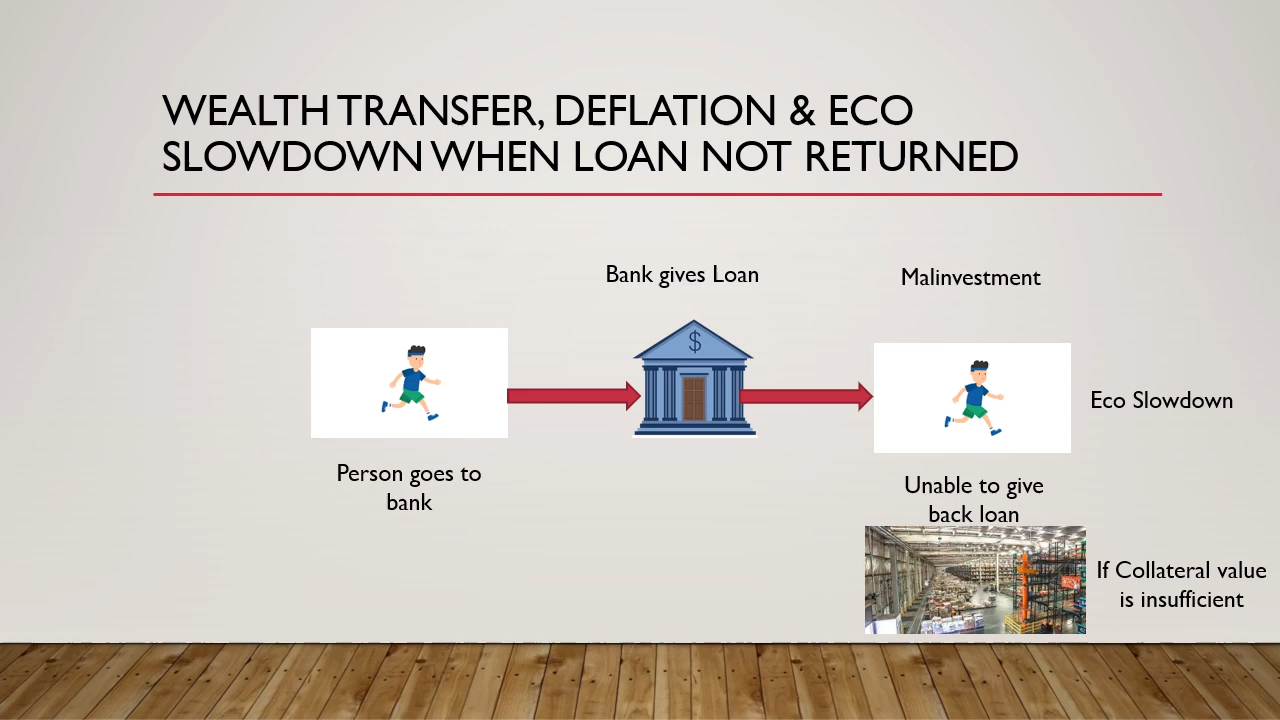 WEALTH TRANSFER, DEFLATION & ECO
SLOWDOWN WHEN LOAN NOT RETURNED
Bank gives Loan
Malinvestment
$
Eco Slowdown
Person goes to
bank
Unable to give
back loan
If Collateral value
is insufficient